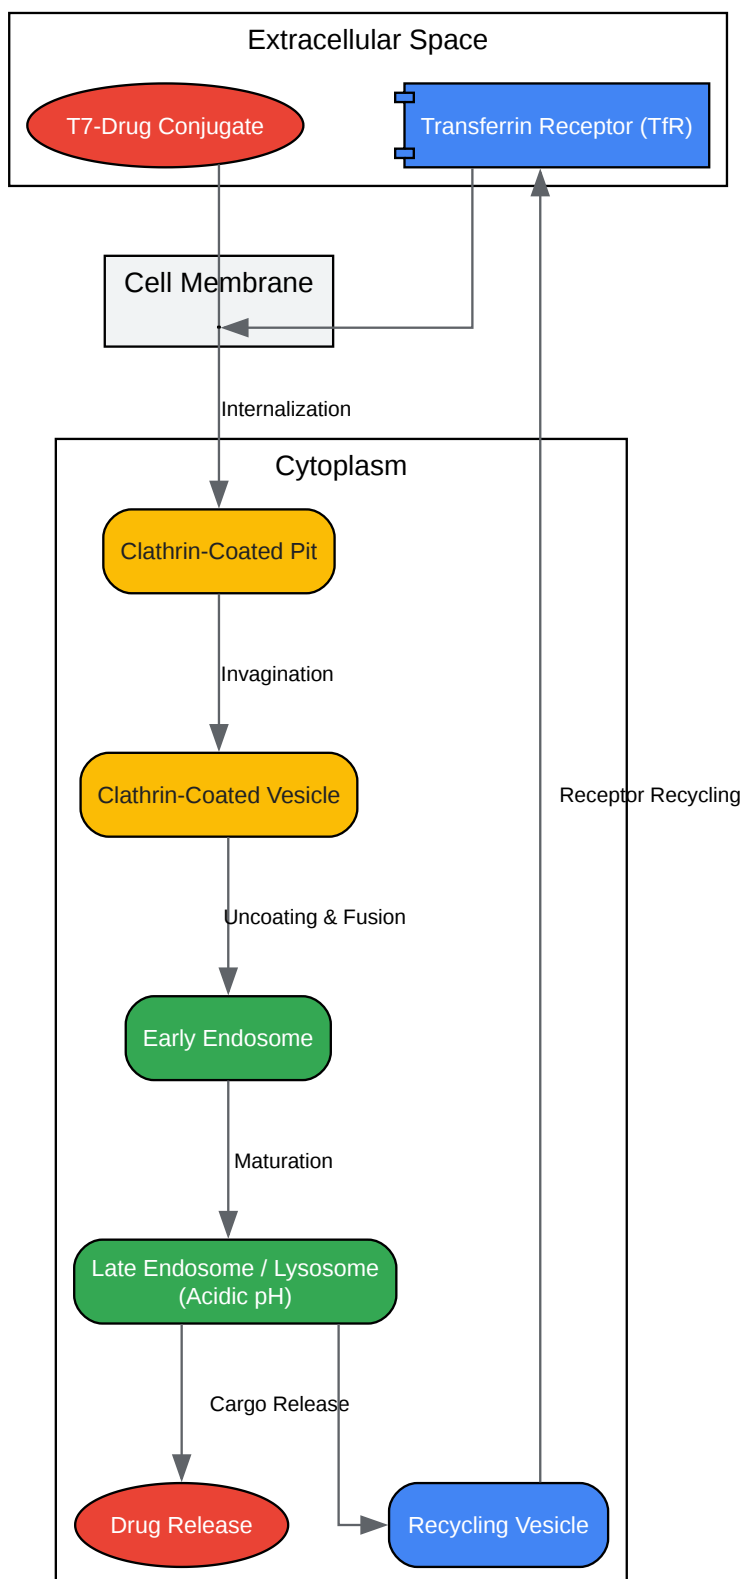 Extracellular Space
T7-Drug Conjugate
Transferrin Receptor (TfR)
Cell Membrane
Internalization
Cytoplasm
Clathrin-Coated Pit
Invagination
Clathrin-Coated Vesicle
Receptor Recycling
Uncoating & Fusion
Early Endosome
Maturation
Late Endosome / Lysosome
(Acidic pH)
Cargo Release
Drug Release
Recycling Vesicle